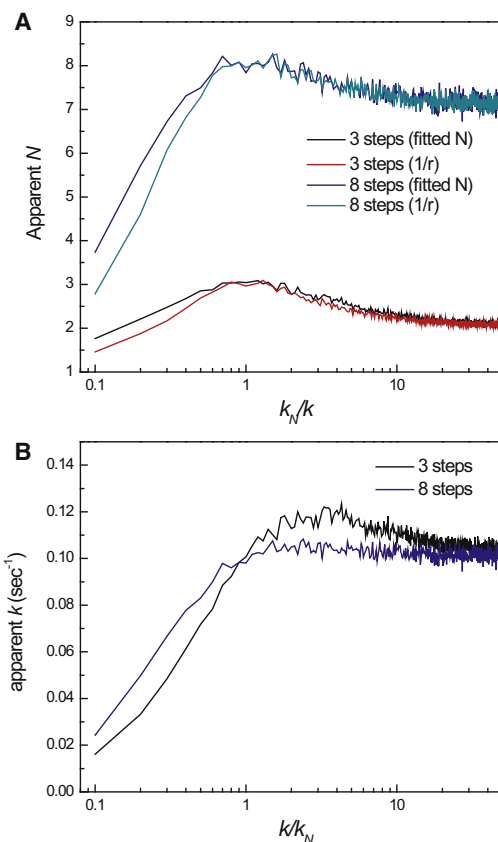 A
9
8
7
6
5
4
3
2
1
Apparent N
3 steps (fitted N)
3 steps (1/r)
8 steps (fitted N)
8 steps (1/r)
0.1
1
10
k_N/k
B
0.14
0.12
0.10
0.08
0.06
0.04
0.02
0.00
apparent k (sec⁻¹)
3 steps
8 steps
0.1
1
10
k/k_N